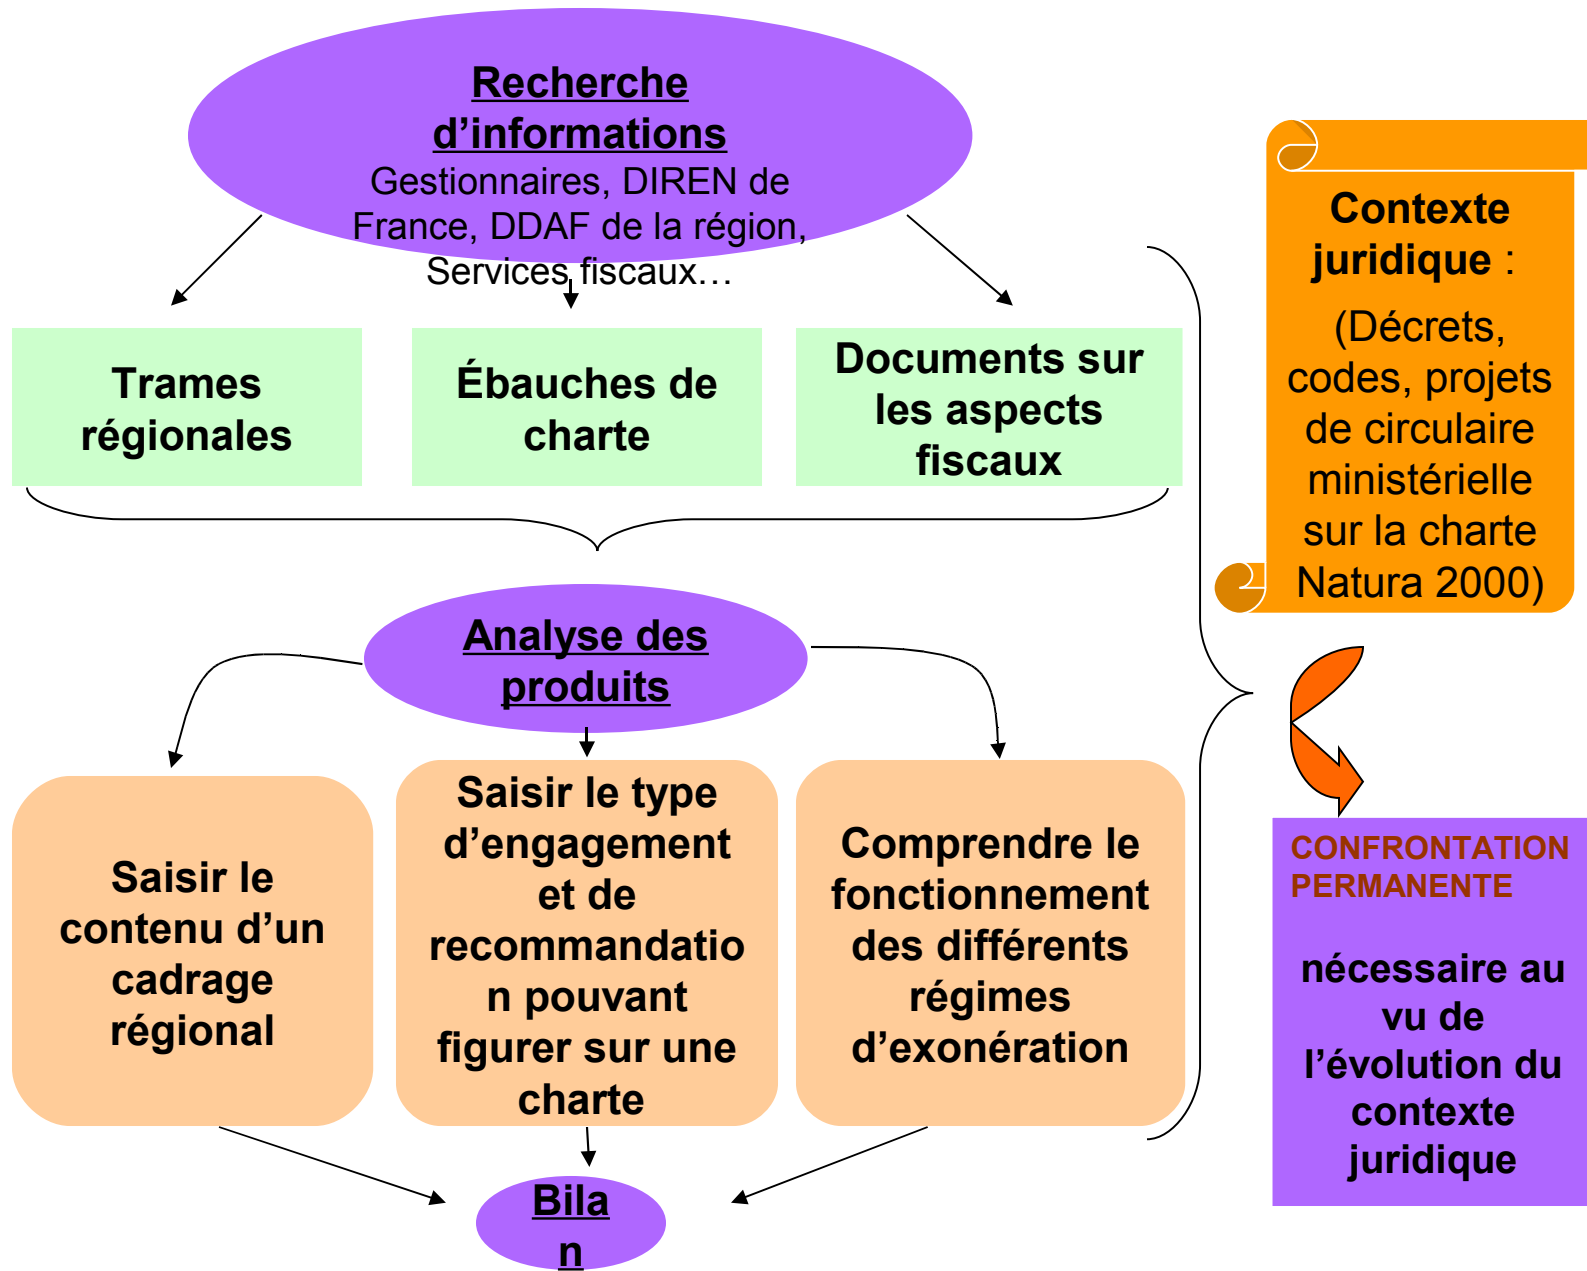 Recherche
d’informations
Gestionnaires, DIREN de
France, DDAF de la région,
Services fiscaux…
Trames
régionales
Ébauches de
charte
Documents sur
les aspects
fiscaux
Contexte
juridique :
(Décrets,
codes, projets
de circulaire
ministérielle
sur la charte
Natura 2000)
Analyse des
produits
Saisir le
contenu d’un
cadrage
régional
Saisir le type
d’engagement
et de
recommandatio
n pouvant
figurer sur une
charte
Comprendre le
fonctionnement
des différents
régimes
d’exonération
CONFRONTATION
PERMANENTE
nécessaire au
vu de
l’évolution du
contexte
juridique
Bila
n